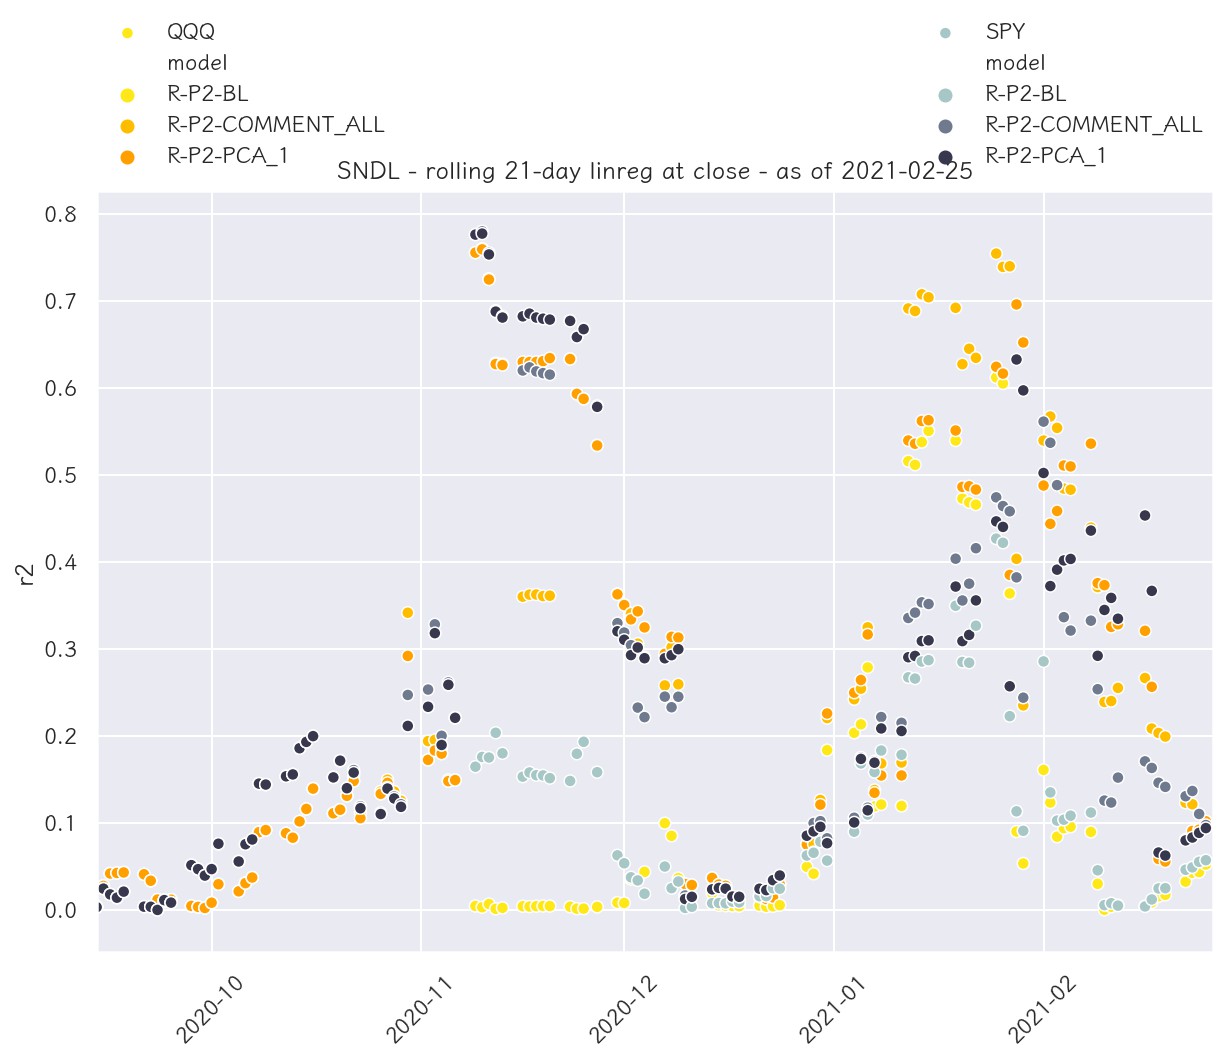 QQQ
model
R-P2-BL
R-P2-COMMENT_ALL
R-P2-PCA_1
SPY
model
R-P2-BL
R-P2-COMMENT_ALL
R-P2-PCA_1
SNDL - rolling 21-day linreg at close - as of 2021-02-25
r2
0.8
0.7
0.6
0.5
0.4
0.3
0.2
0.1
0.0
2020-10
2020-11
2020-12
2021-01
2021-02